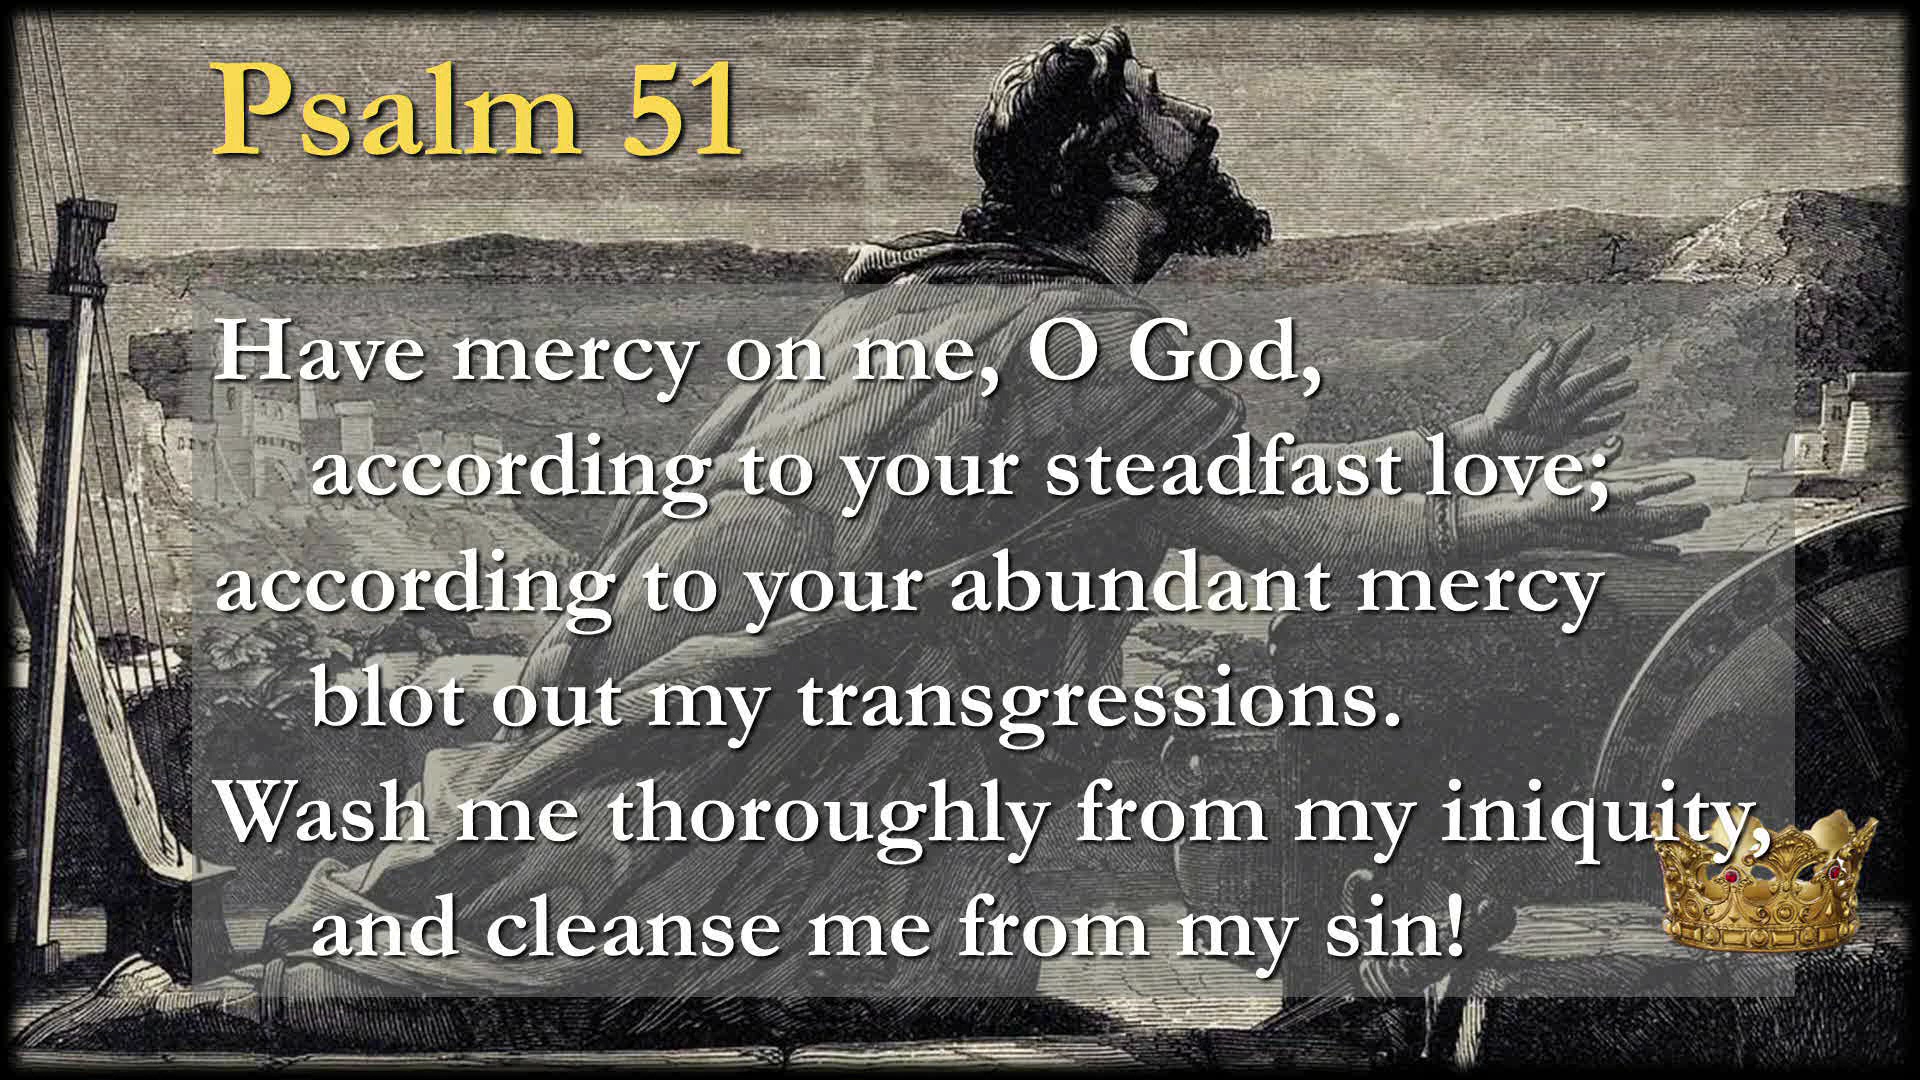 Psalm 51
Have mercy on me, O God,
according to your steadfast love;
according to your abundant mercy
blot out my transgressions.
Wash me thoroughly from my iniquity,
and cleanse me from my sin!